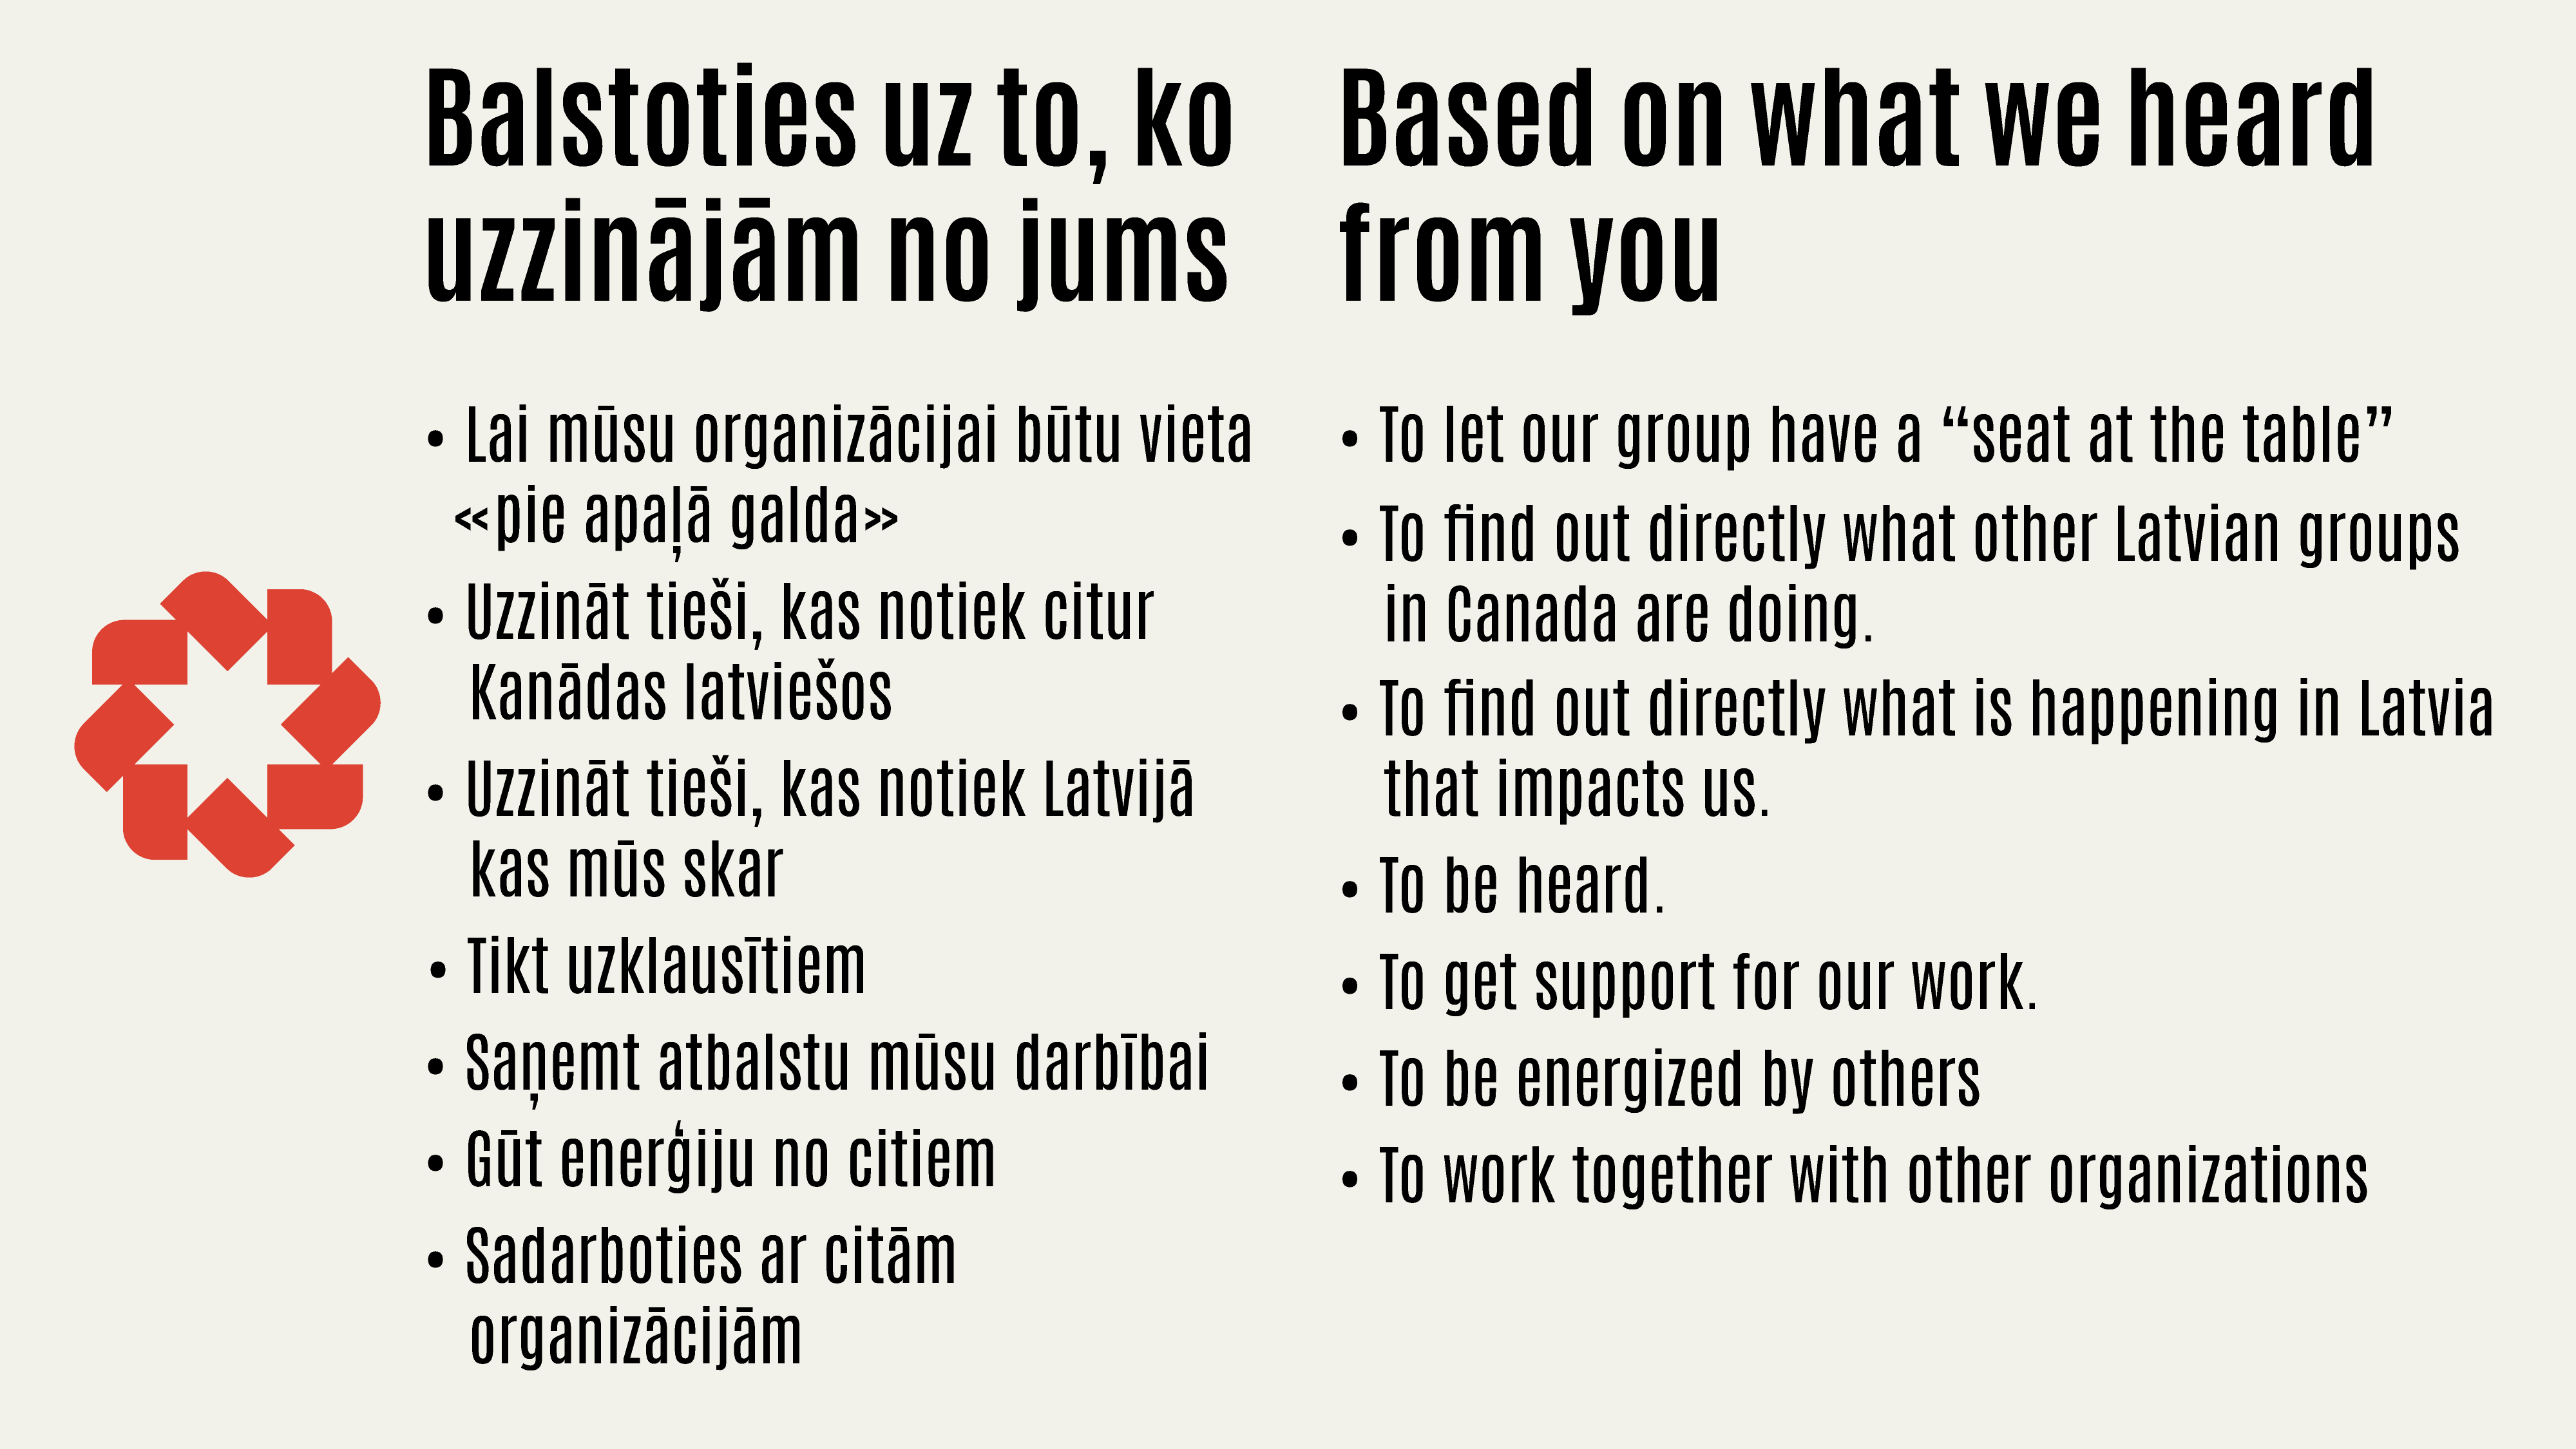 Balstoties uz to, ko
uzzinājām no jums
• Lai mūsu organizācijai būtu vieta
«pie apaļā galda»
• Uzzināt tieši, kas notiek citur
Kanādas latviešos
• Uzzināt tieši, kas notiek Latvijā
kas mūs skar
• Tikt uzklausītiem
• Saņemt atbalstu mūsu darbībai
• Gūt enerģiju no citiem
• Sadarboties ar citām
organizācijām
Based on what we heard
from you
• To let our group have a “seat at the table”
• To find out directly what other Latvian groups
in Canada are doing.
• To find out directly what is happening in Latvia
that impacts us.
• To be heard.
• To get support for our work.
• To be energized by others
• To work together with other organizations